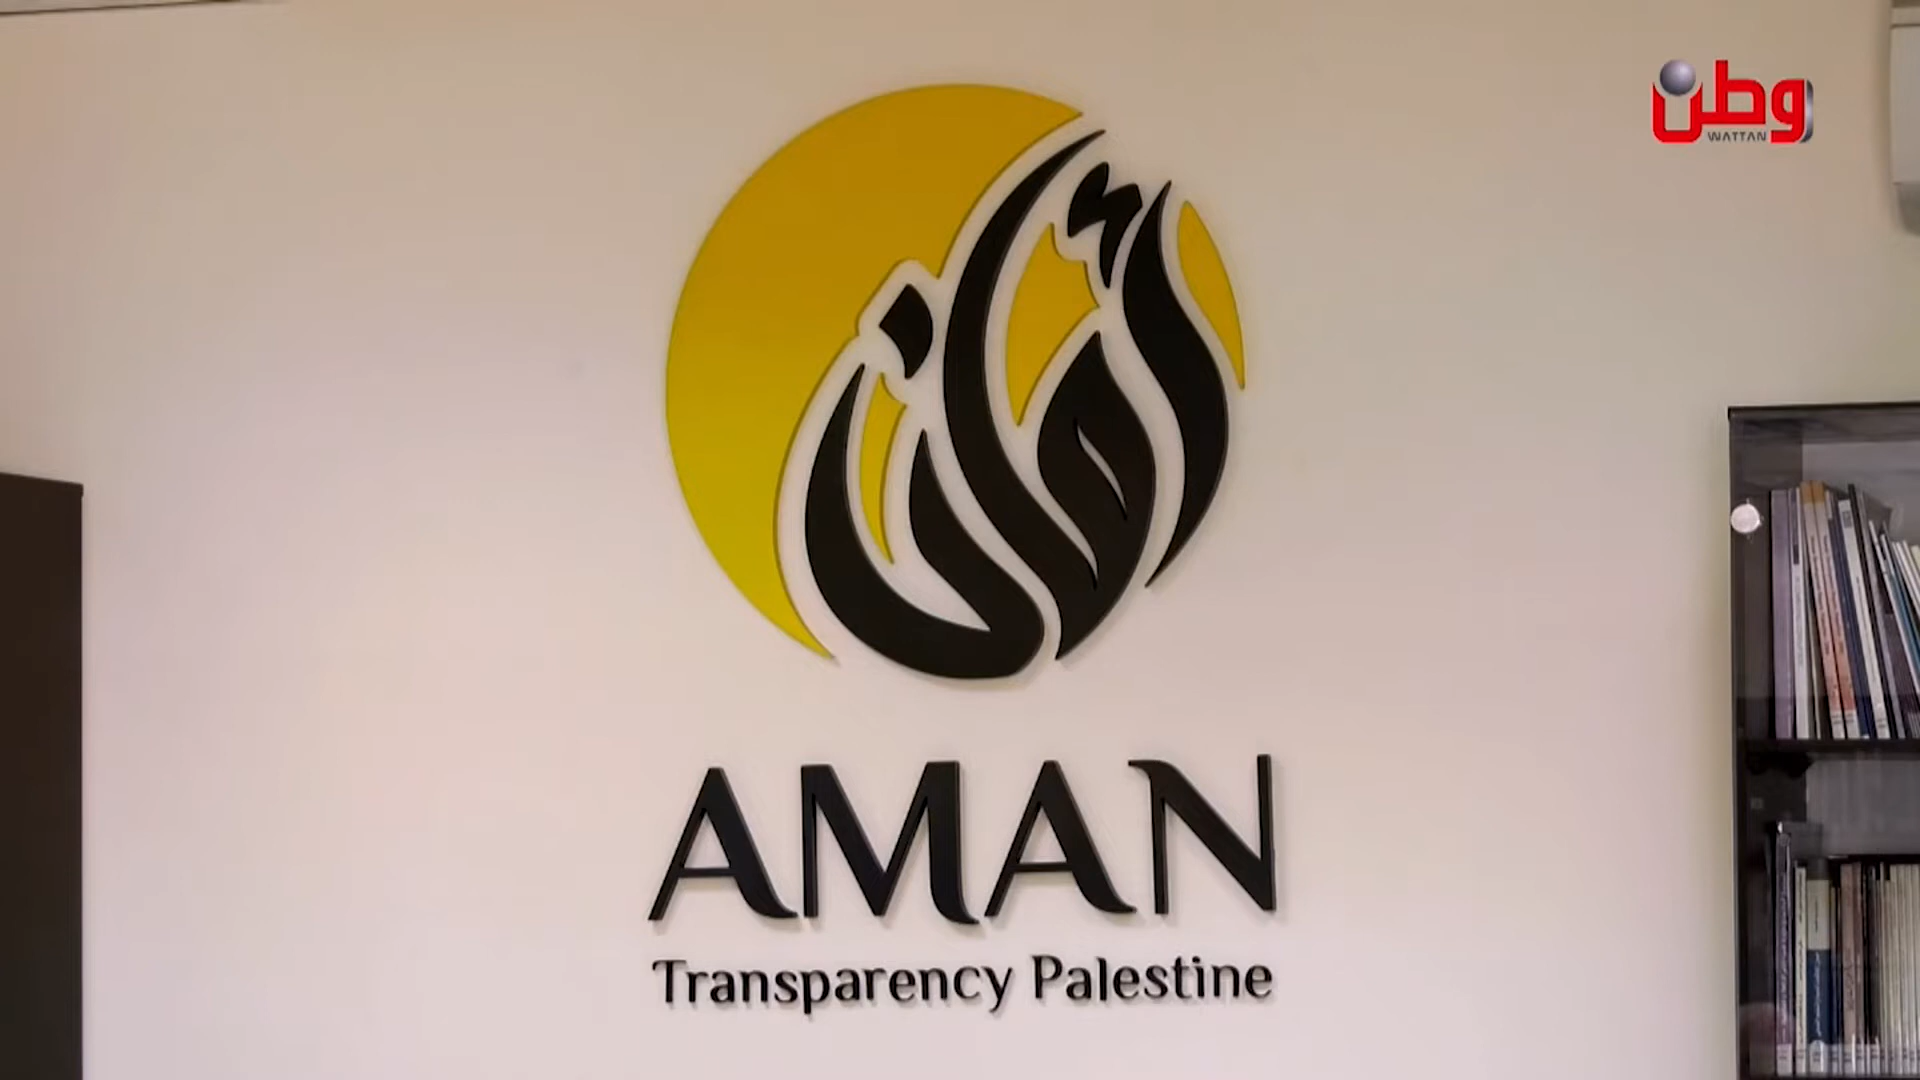 وطن
WATTAN
أمان
AMAN
Transparency Palestine